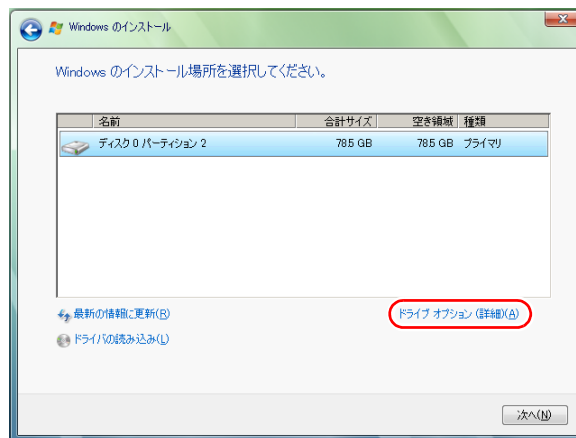 Windows のインストール
Windows のインストール場所を選択してください。
名前 合計サイズ 空き領域 種類
ディスク 0 パーティション 2 78.5 GB 78.5 GB プライマリ
最新の情報に更新(R) ドライブ オプション (詳細)(A)
ドライバの読み込み(L)
次へ(N)